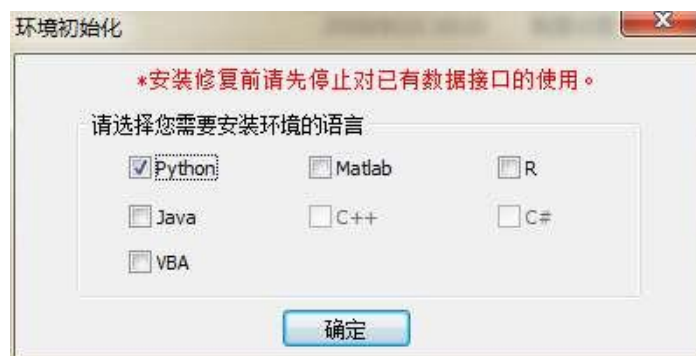 环境初始化
*安装修复前请先停止对已有数据接口的使用。
请选择您需要安装环境的语言
Python Matlab R
Java C++ C#
VBA
确定